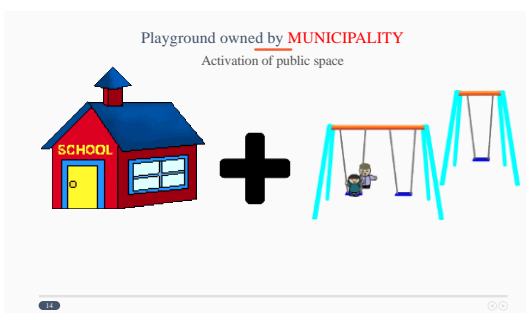 Playground owned by MUNICIPALITY
Activation of public space
SCHOOL
14